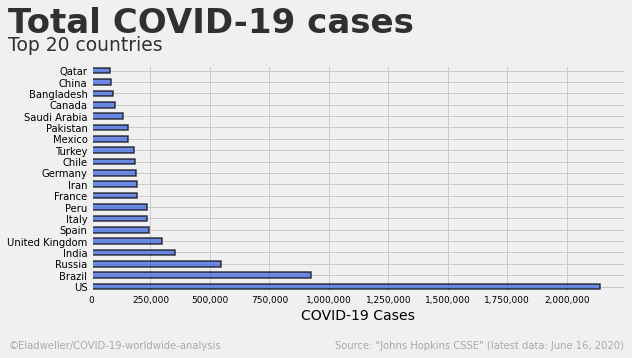 Total COVID-19 cases
Top 20 countries
Qatar
China
Bangladesh
Canada
Saudi Arabia
Pakistan
Mexico
Turkey
Chile
Germany
Iran
France
Peru
Italy
Spain
United Kingdom
India
Russia
Brazil
US
0 250,000 500,000 750,000 1,000,000 1,250,000 1,500,000 1,750,000 2,000,000
COVID-19 Cases
©Eladweller/COVID-19-worldwide-analysis Source: "Johns Hopkins CSSE" (latest data: June 16, 2020)